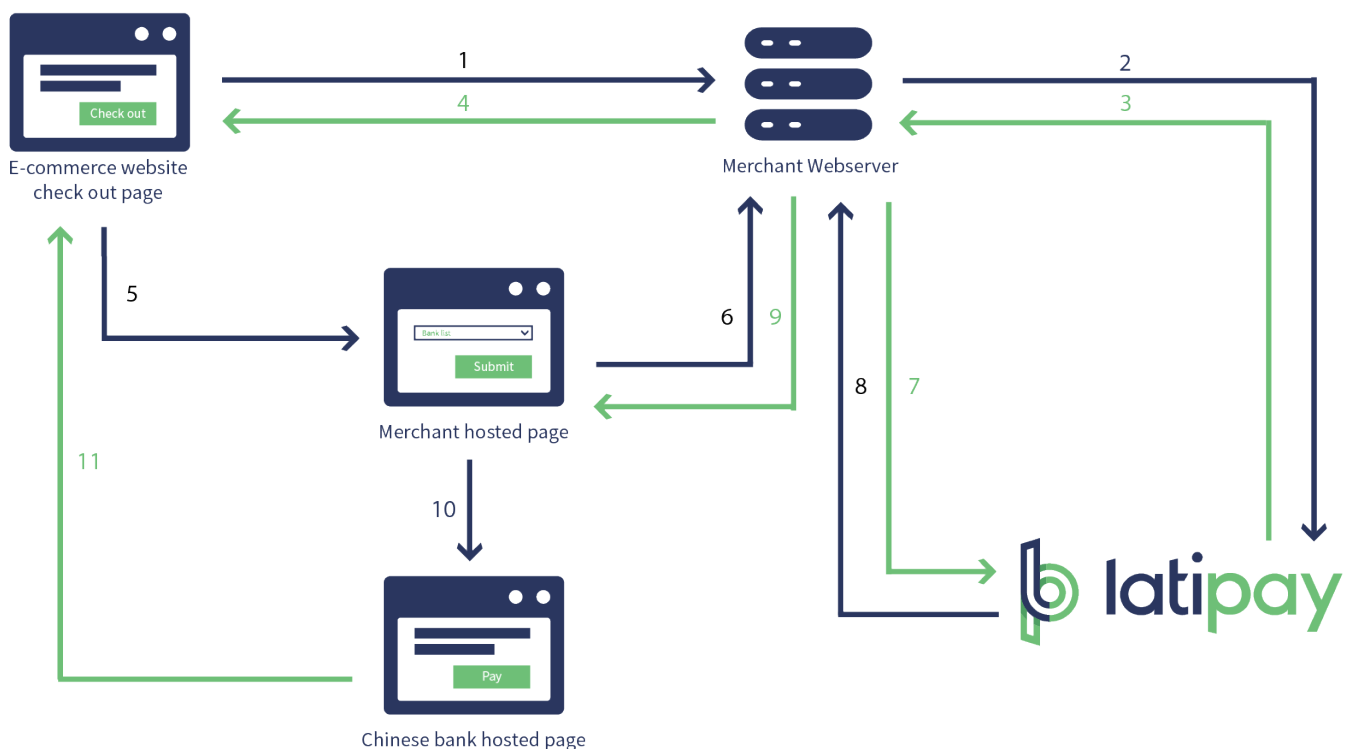 1
2
4
3
Check out
E-commerce website
check out page
Merchant Webserver
5
6
9
Bank list
Submit
8
7
Merchant hosted page
11
10
latipay
Pay
Chinese bank hosted page